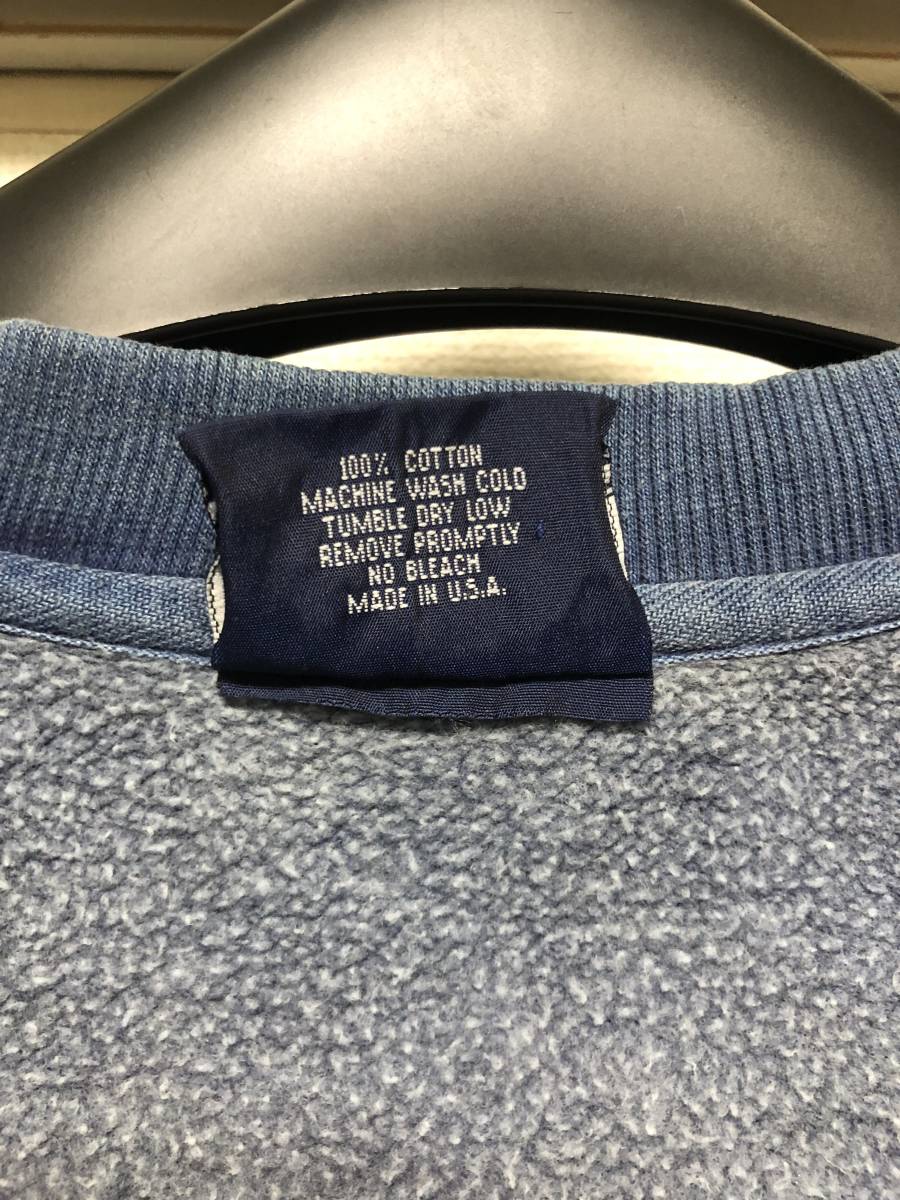 100% COTTON
MACHINE WASH COLD
TUMBLE DRY LOW
REMOVE PROMPTLY
NO BLEACH
MADE IN U.S.A.